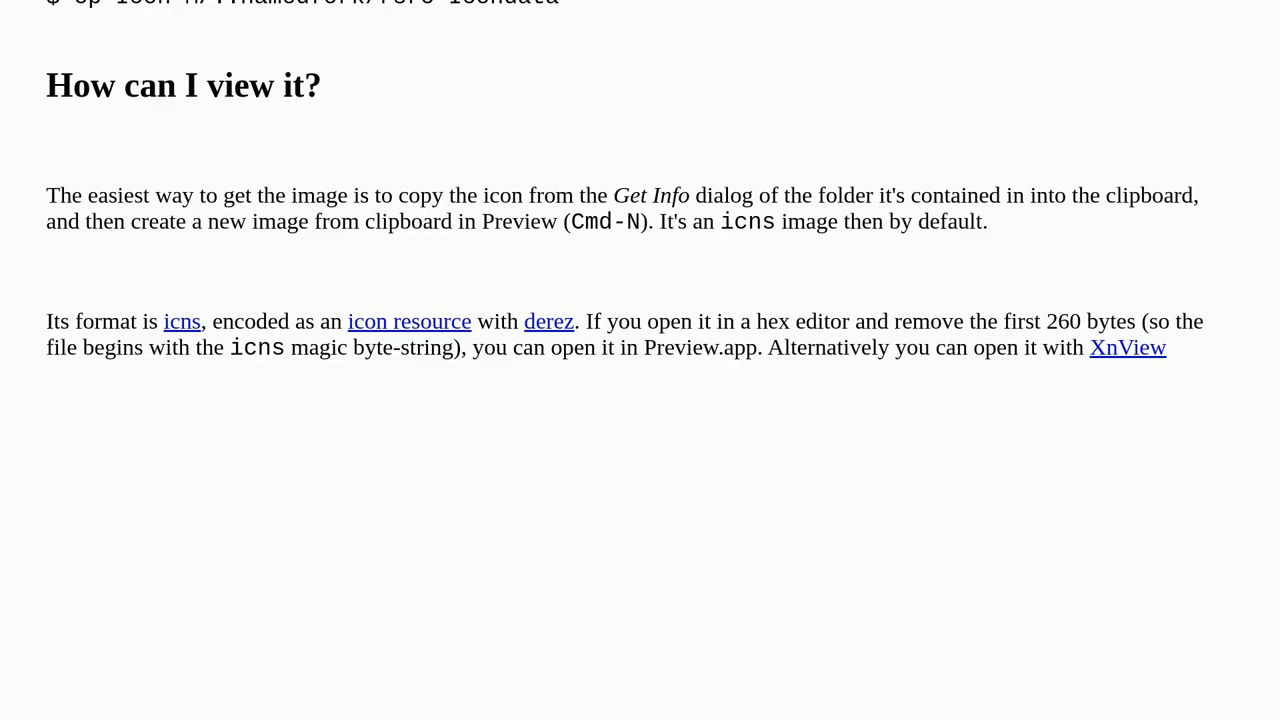 How can I view it?
The easiest way to get the image is to copy the icon from the Get Info dialog of the folder it's contained in into the clipboard,
and then create a new image from clipboard in Preview (Cmd-N). It's an icns image then by default.
Its format is icns, encoded as an icon resource with derez. If you open it in a hex editor and remove the first 260 bytes (so the
file begins with the icns magic byte-string), you can open it in Preview.app. Alternatively you can open it with XnView